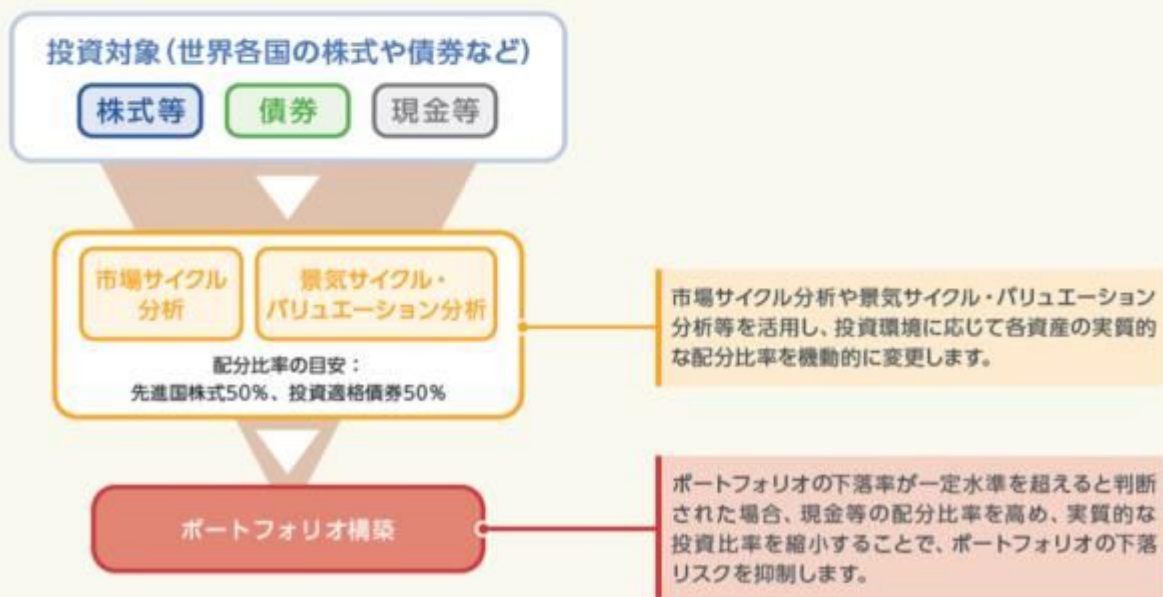 投資対象(世界各国の株式や債券など)
株式等 債券 現金等
市場サイクル
分析
景気サイクル・
バリュエーション分析
配分比率の目安：
先進国株式50%、投資適格債券50%
市場サイクル分析や景気サイクル・バリュエーション
分析等を活用し、投資環境に応じて各資産の実質的
な配分比率を機動的に変更します。
ポートフォリオ構築
ポートフォリオの下落率が一定水準を超えると判断
された場合、現金等の配分比率を高め、実質的な
投資比率を縮小することで、ポートフォリオの下落
リスクを抑制します。